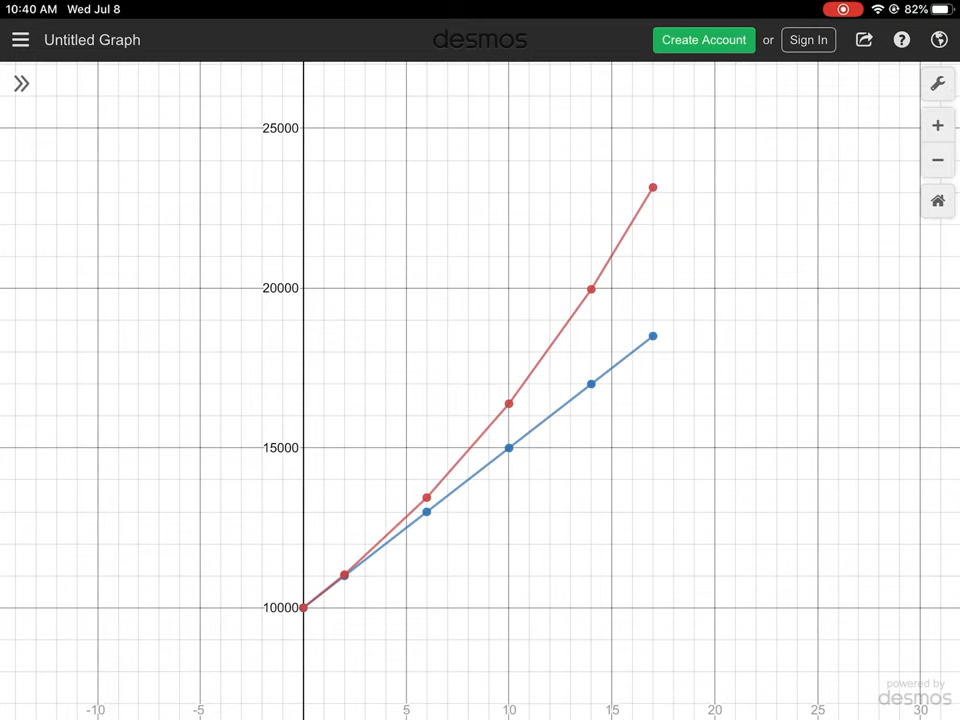 10:40 AM Wed Jul 8 82%
Untitled Graph desmos Create Account or Sign In
25000
20000
15000
10000
-10 -5 5 10 15 20 25 30
powered by
desmos